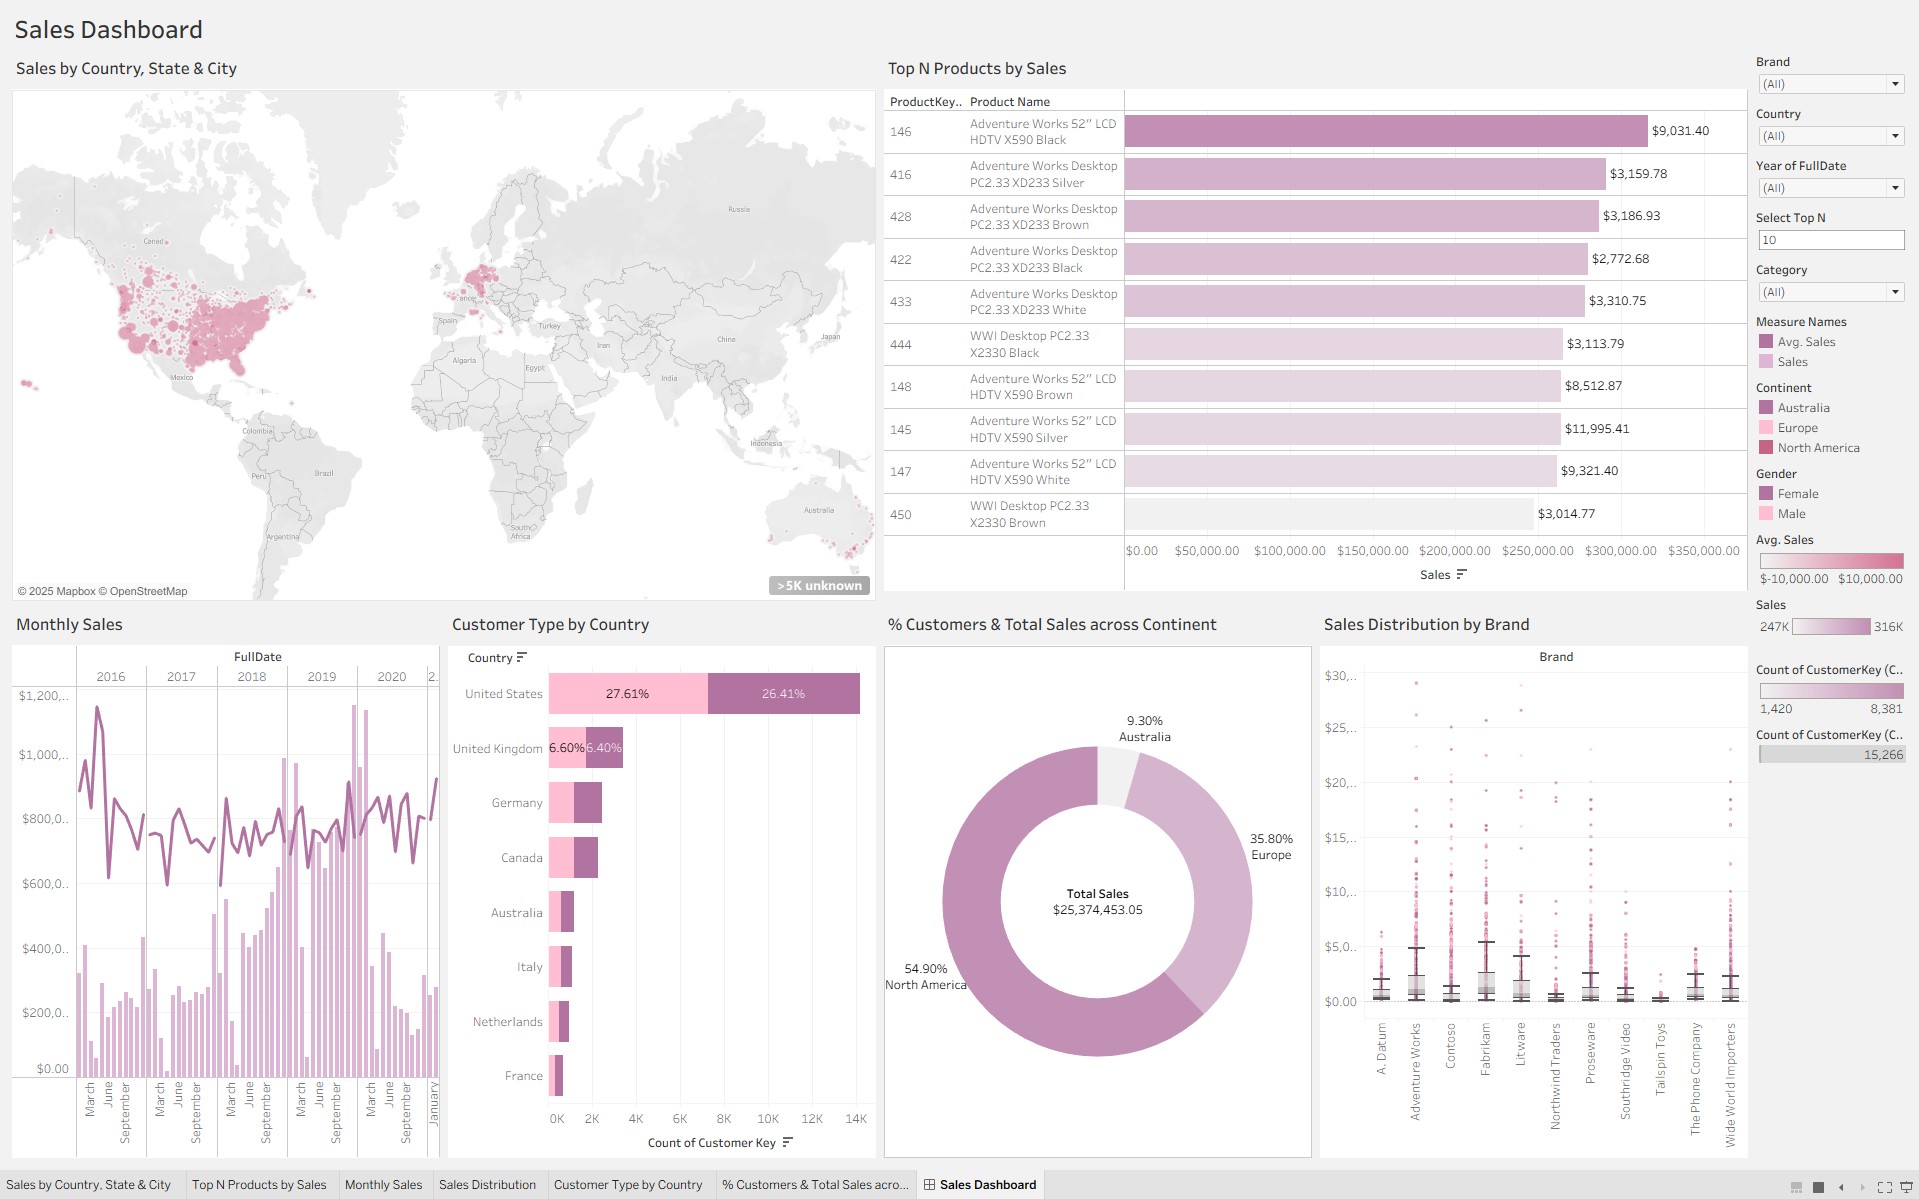 Sales Dashboard
Sales by Country, State & City
Canad
Russia
ance
Spain
Turkey
Algeria
Egypt
Iran
China
Japan
India
Mexico
Colombia
Indonesia
Peru
Brazil
Australia
South
Africa
Argentina
© 2025 Mapbox © OpenStreetMap
>5K unknown
Top N Products by Sales
ProductKey.. Product Name
146 Adventure Works 52" LCD HDTV X590 Black $9,031.40
416 Adventure Works Desktop PC2.33 XD233 Silver $3,159.78
428 Adventure Works Desktop PC2.33 XD233 Brown $3,186.93
422 Adventure Works Desktop PC2.33 XD233 Black $2,772.68
433 Adventure Works Desktop PC2.33 XD233 White $3,310.75
444 WWI Desktop PC2.33 X2330 Black $3,113.79
148 Adventure Works 52" LCD HDTV X590 Brown $8,512.87
145 Adventure Works 52" LCD HDTV X590 Silver $11,995.41
147 Adventure Works 52" LCD HDTV X590 White $9,321.40
450 WWI Desktop PC2.33 X2330 Brown $3,014.77
$0.00 $50,000.00 $100,000.00 $150,000.00 $200,000.00 $250,000.00 $300,000.00 $350,000.00
Sales
Brand
(All)
Country
(All)
Year of FullDate
(All)
Select Top N
10
Category
(All)
Measure Names
Avg. Sales
Sales
Continent
Australia
Europe
North America
Gender
Female
Male
Avg. Sales
$-10,000.00 $10,000.00
Sales
247K 316K
Count of CustomerKey (C..
1,420 8,381
Count of CustomerKey (C..
15,266
Monthly Sales
FullDate
2016 2017 2018 2019 2020 2.
$1,200,..
$1,000,..
$800,0..
$600,0..
$400,0..
$200,0..
$0.00
March June September March June September March June September March June September March June September January
Customer Type by Country
Country
United States 27.61% 26.41%
United Kingdom 6.60% 6.40%
Germany
Canada
Australia
Italy
Netherlands
France
0K 2K 4K 6K 8K 10K 12K 14K
Count of Customer Key
% Customers & Total Sales across Continent
9.30%
Australia
35.80%
Europe
Total Sales
$25,374,453.05
54.90%
North America
Sales Distribution by Brand
Brand
$30,..
$25,..
$20,..
$15,..
$10,..
$5,0..
$0.00
A. Datum
Adventure Works
Contoso
Fabrikam
Litware
Northwind Traders
Proseware
Southridge Video
Tailspin Toys
The Phone Company
Wide World Importers
Sales by Country, State & City Top N Products by Sales Monthly Sales Sales Distribution Customer Type by Country % Customers & Total Sales acro... Sales Dashboard